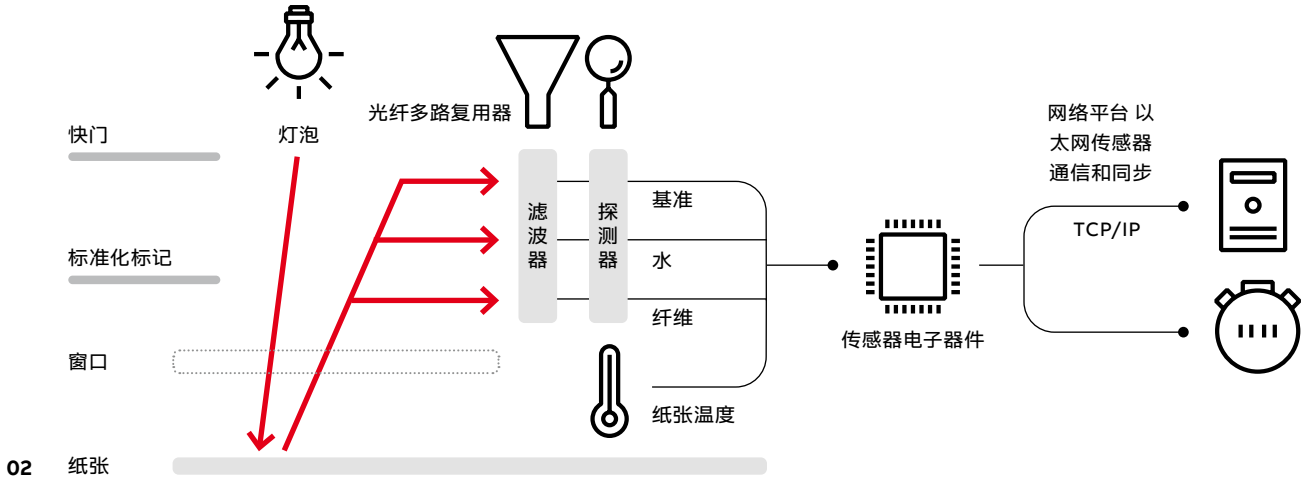 灯泡
光纤多路复用器
快门
标准化标记
窗口
02 纸张
滤波器
探测器
基准
水
纤维
纸张温度
传感器电子器件
网络平台 以
太网传感器
通信和同步
TCP/IP